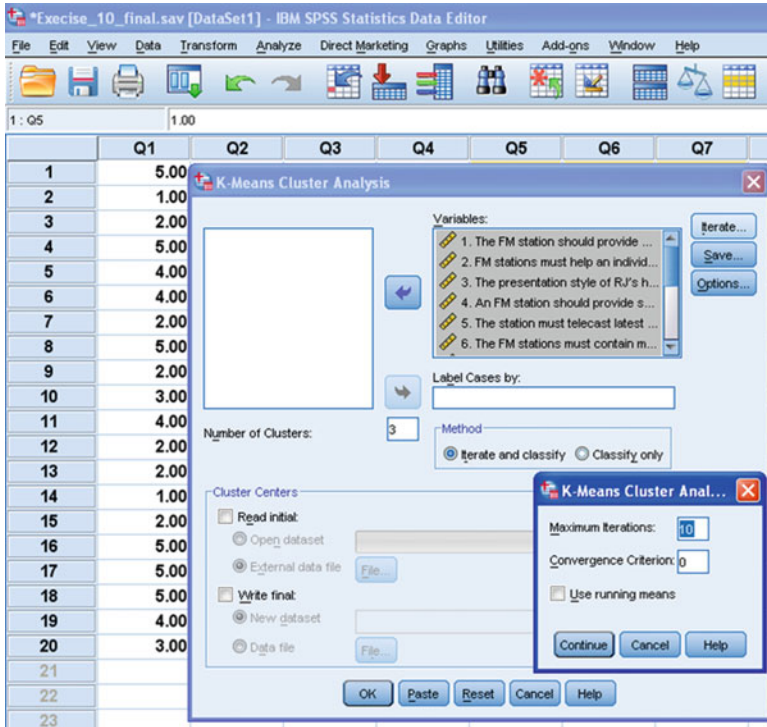 *Execise_10_final.sav [DataSet1] - IBM SPSS Statistics Data Editor
File Edit View Data Transform Analyze Direct Marketing Graphs Utilities Add-ons Window Help
1 : Q5 1.00
Q1 Q2 Q3 Q4 Q5 Q6 Q7
1 5.00
2 1.00
3 2.00
4 5.00
5 4.00
6 4.00
7 2.00
8 5.00
9 2.00
10 3.00
11 4.00
12 2.00
13 2.00
14 1.00
15 2.00
16 5.00
17 5.00
18 5.00
19 4.00
20 3.00
21
22
23
K-Means Cluster Analysis
Variables:
1. The FM station should provide ...
2. FM stations must help an individ...
3. The presentation style of RJ's h...
4. An FM station should provide s...
5. The station must telecast latest ...
6. The FM stations must contain m...
Iterate...
Save...
Options...
Label Cases by:
Number of Clusters: 3
Method
Iterate and classify Classify only
Cluster Centers
Read initial:
Open dataset
External data file File...
Write final:
New dataset
Data file File...
OK Paste Reset Cancel Help
K-Means Cluster Anal...
Maximum Iterations: 10
Convergence Criterion: 0
Use running means
Continue Cancel Help